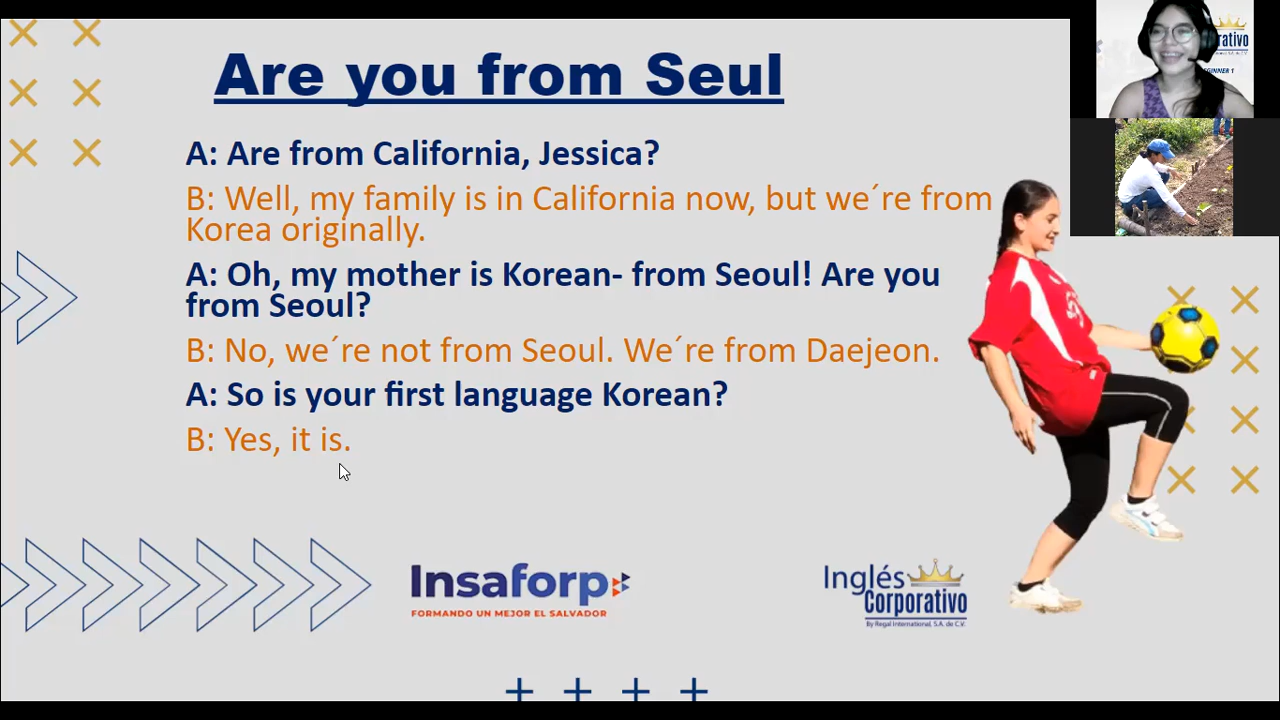 Are you from Seul
A: Are from California, Jessica?
B: Well, my family is in California now, but we´re from
Korea originally.
A: Oh, my mother is Korean- from Seoul! Are you
from Seoul?
B: No, we´re not from Seoul. We´re from Daejeon.
A: So is your first language Korean?
B: Yes, it is.
Insaforp
FORMANDO UN MEJOR EL SALVADOR
Inglés
Corporativo
By Regal International, S.A. de C.V.